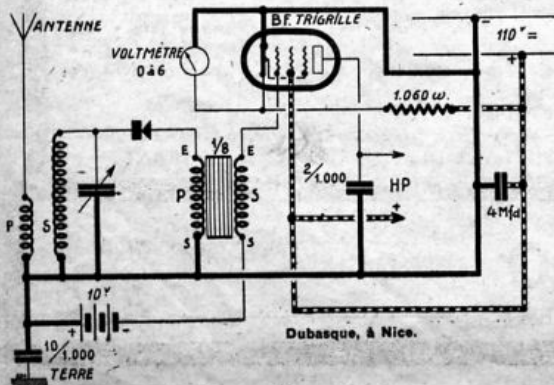 ANTENNE
VOLTMÈTRE
0 à 6
B.F. TRIGRILLE
110 v =
-
+
1.060 ω.
1/8
E
E
P
S
S
S
P
S
-
2/1.000
HP
+
4 Mfd
10 v
+
-
10/1.000
TERRE
Dubasque, à Nice.